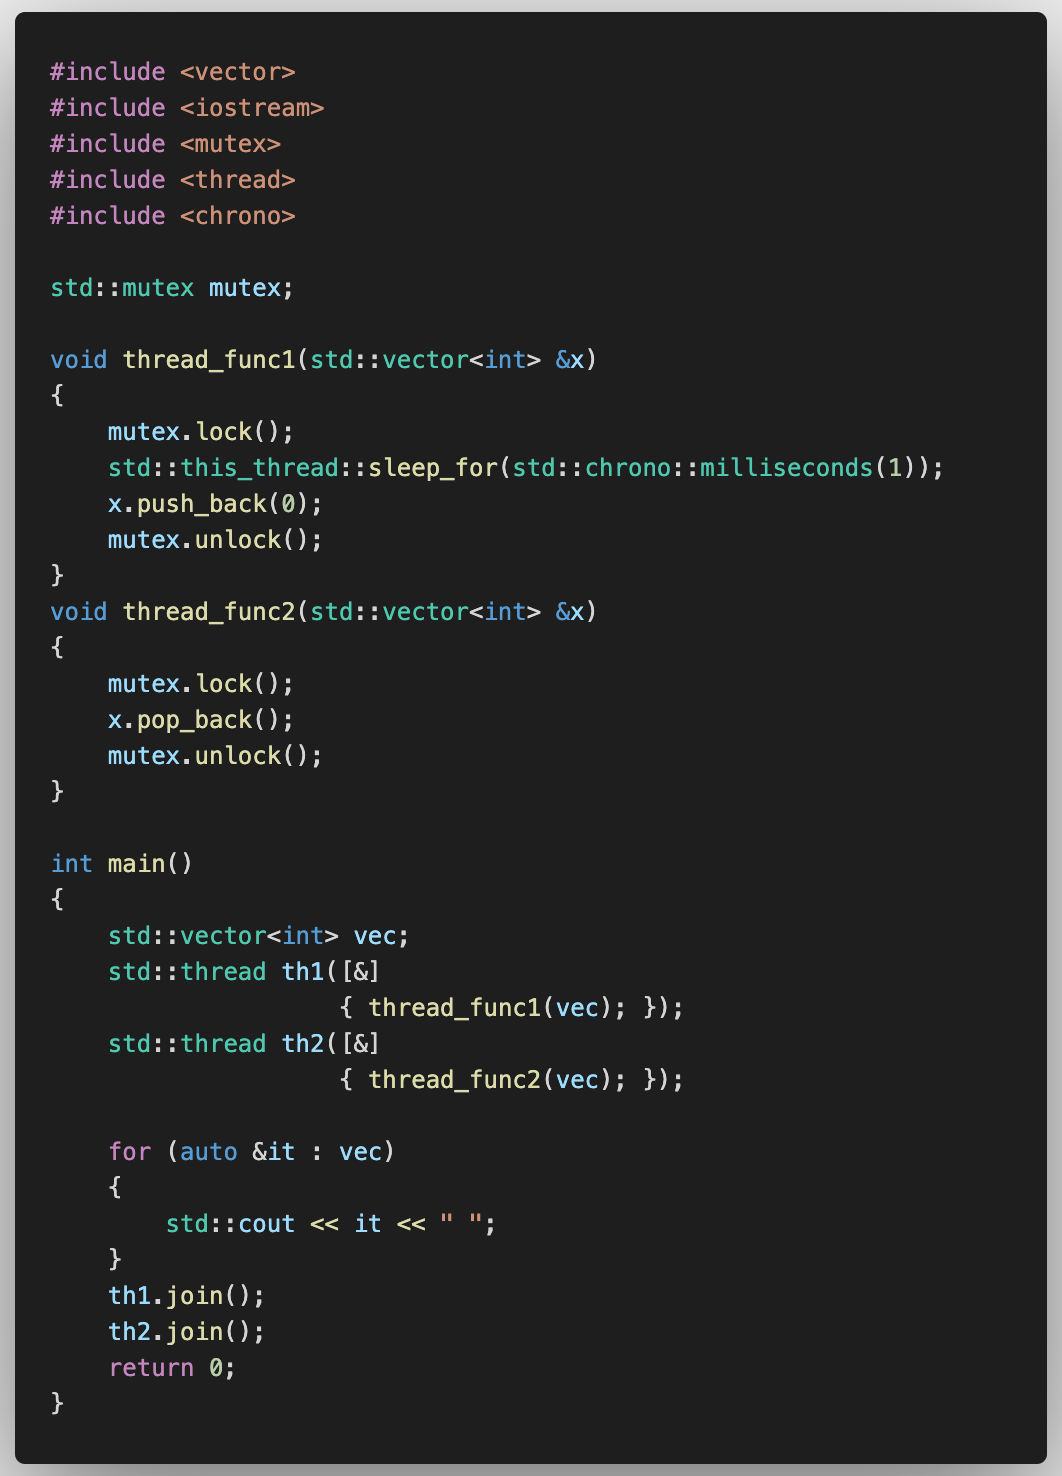 #include <vector>
#include <iostream>
#include <mutex>
#include <thread>
#include <chrono>

std::mutex mutex;

void thread_func1(std::vector<int> &x)
{
    mutex.lock();
    std::this_thread::sleep_for(std::chrono::milliseconds(1));
    x.push_back(0);
    mutex.unlock();
}
void thread_func2(std::vector<int> &x)
{
    mutex.lock();
    x.pop_back();
    mutex.unlock();
}

int main()
{
    std::vector<int> vec;
    std::thread th1([&]
                    { thread_func1(vec); });
    std::thread th2([&]
                    { thread_func2(vec); });

    for (auto &it : vec)
    {
        std::cout << it << " ";
    }
    th1.join();
    th2.join();
    return 0;
}